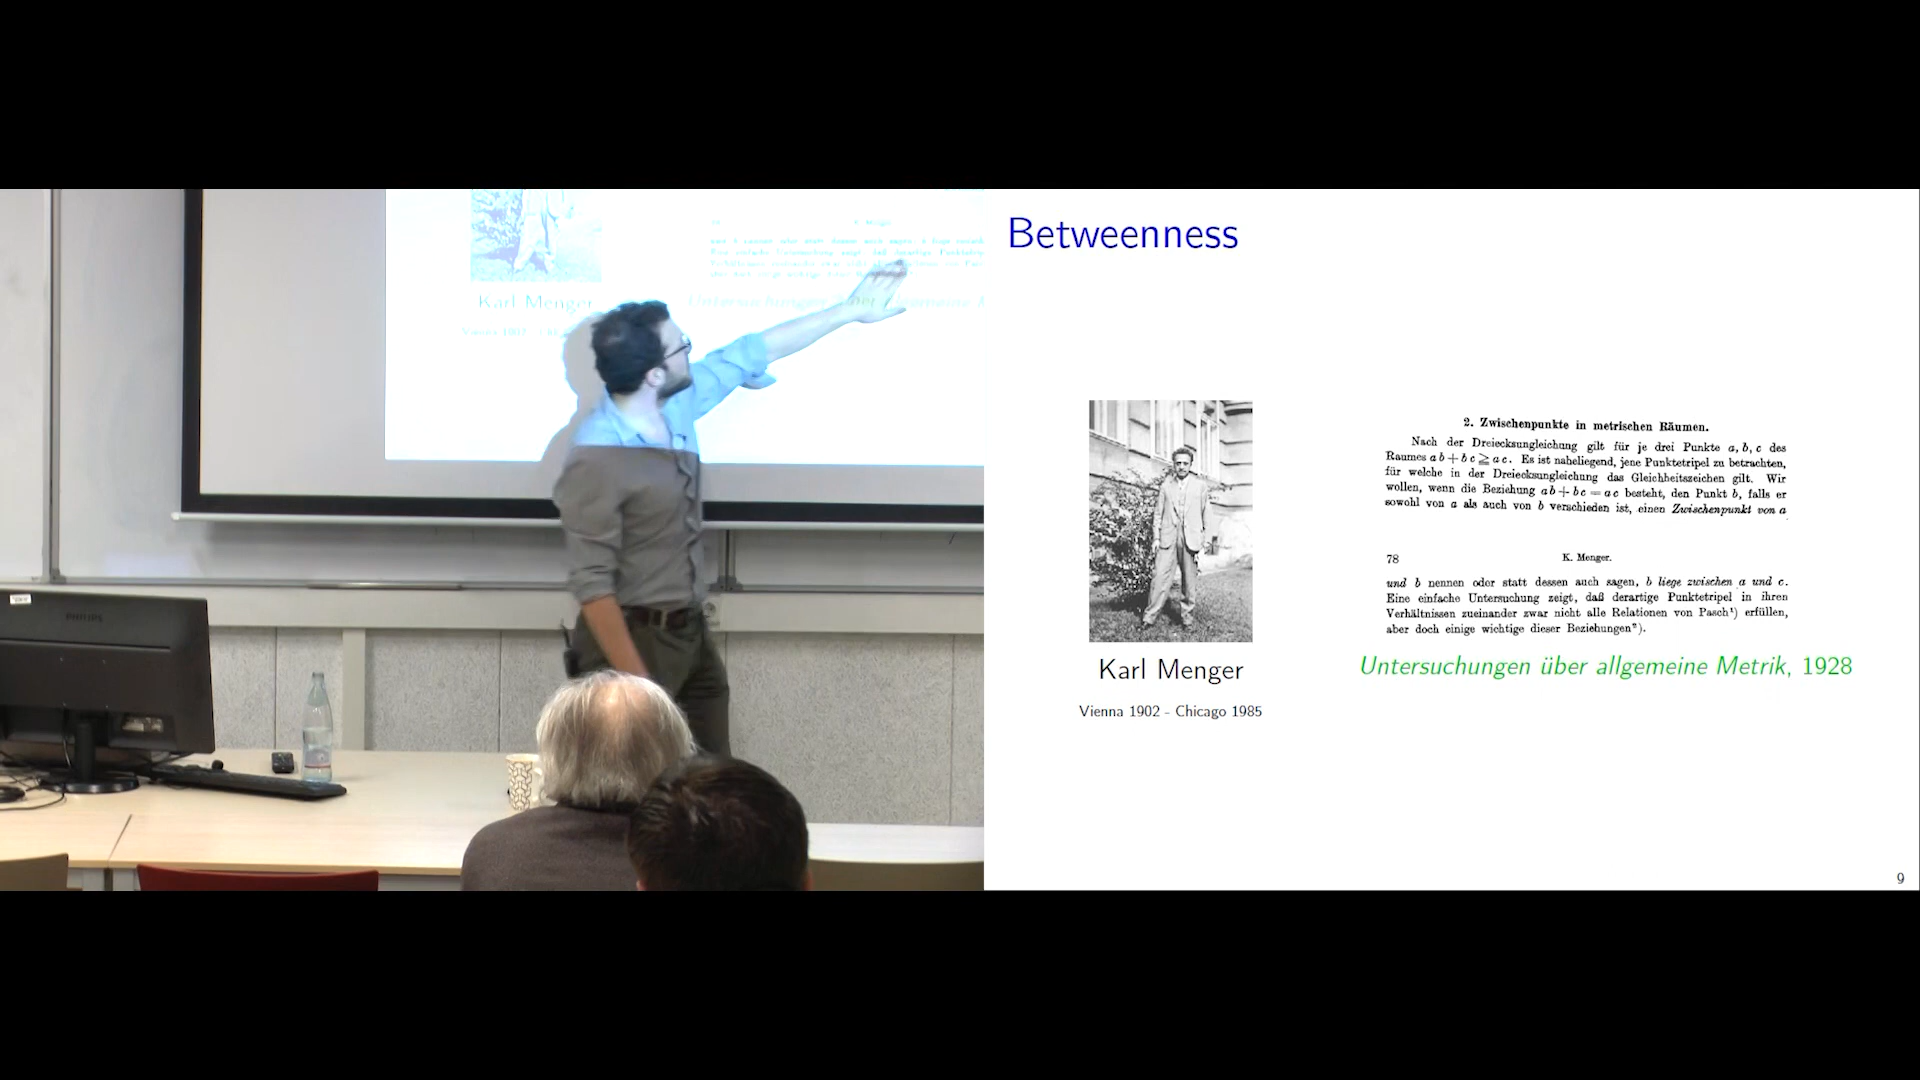 Betweenness
2. Zwischenpunkte in metrischen Räumen.
Nach der Dreiecksungleichung gilt für je drei Punkte a, b, c des
Raumes ab + bc ≧ ac. Es ist naheliegend, jene Punktetripel zu betrachten,
für welche in der Dreiecksungleichung das Gleichheitszeichen gilt. Wir
wollen, wenn die Beziehung ab + bc = ac besteht, den Punkt b, falls er
sowohl von a als auch von b verschieden ist, einen Zwischenpunkt von a
78 K. Menger.
und b nennen oder statt dessen auch sagen, b liege zwischen a und c.
Eine einfache Untersuchung zeigt, daß derartige Punktetripel in ihren
Verhältnissen zueinander zwar nicht alle Relationen von Pasch¹) erfüllen,
aber doch einige wichtige dieser Beziehungen²).
Karl Menger
Untersuchungen über allgemeine Metrik, 1928
Vienna 1902 - Chicago 1985
9
Karl Menger
PHILIPS